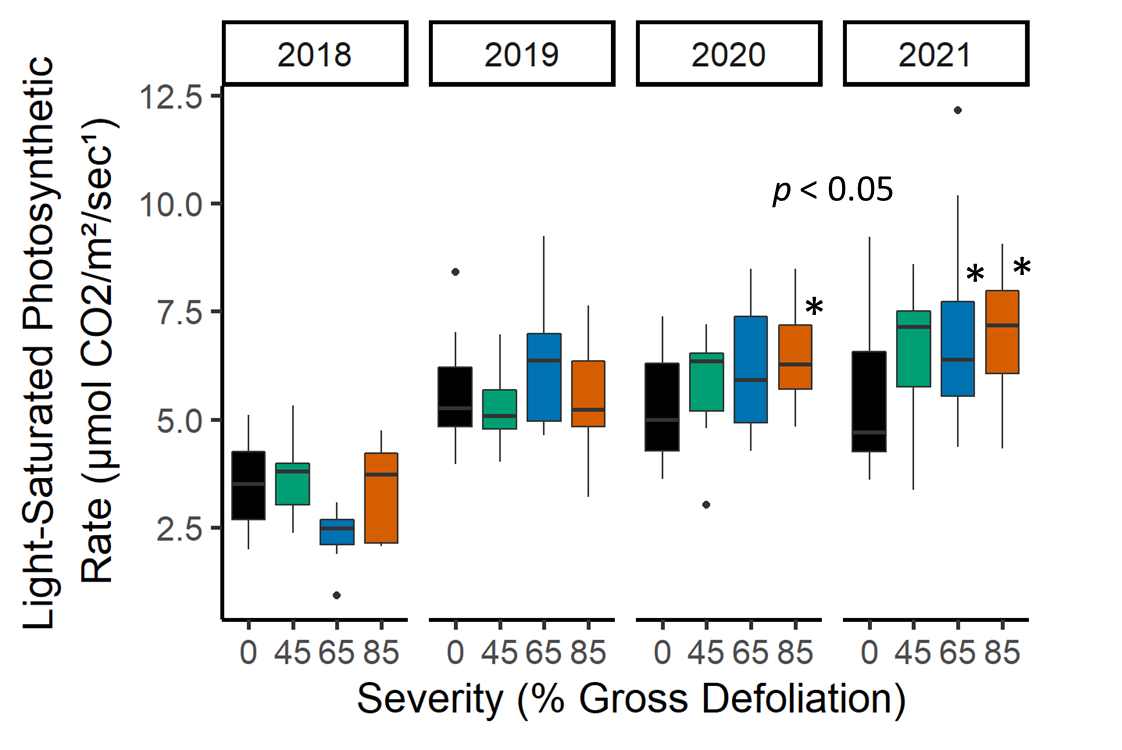 2018 2019 2020 2021
Light-Saturated Photosynthetic
Rate (μmol CO2/m²/sec¹)
12.5
10.0
7.5
5.0
2.5
p < 0.05
*
* *
0 45 65 85 0 45 65 85 0 45 65 85 0 45 65 85
Severity (% Gross Defoliation)